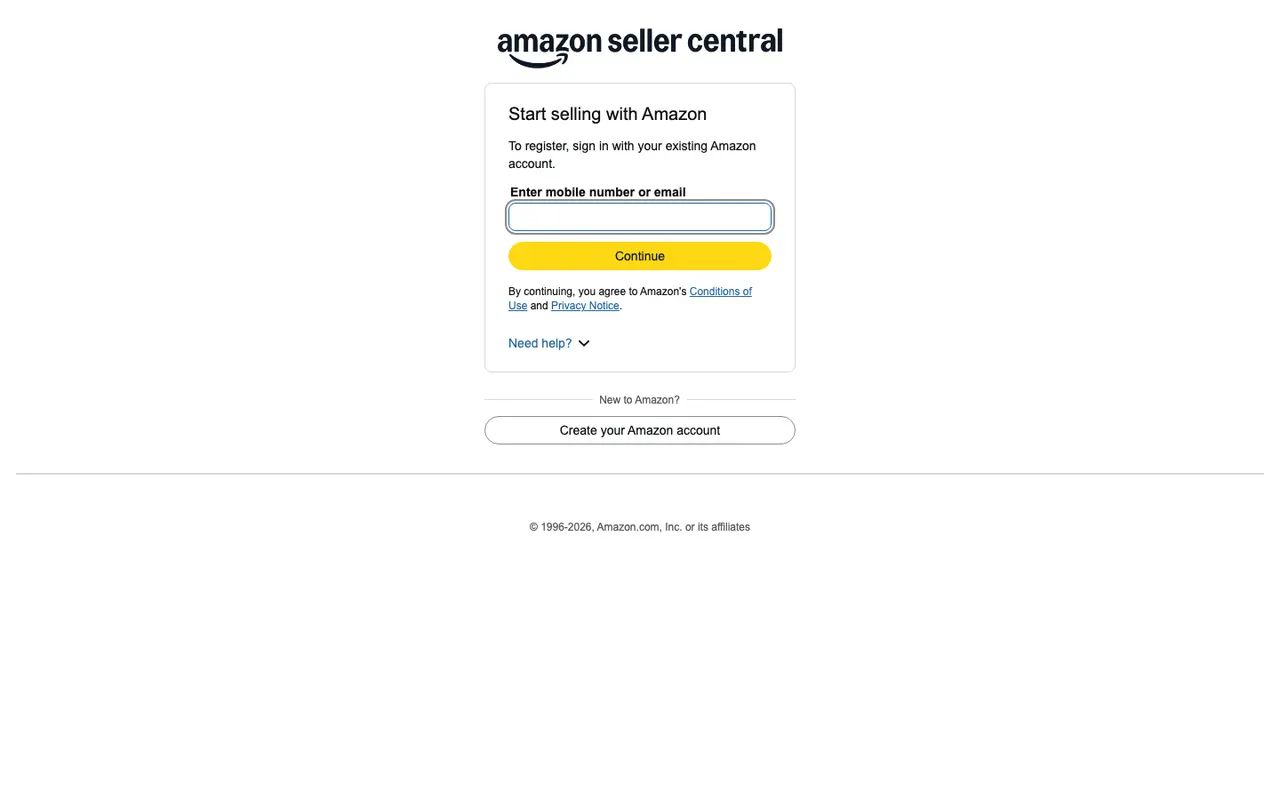 amazon seller central
Start selling with Amazon
To register, sign in with your existing Amazon
account.
Enter mobile number or email
Continue
By continuing, you agree to Amazon's Conditions of
Use and Privacy Notice.
Need help?
New to Amazon?
Create your Amazon account
© 1996-2026, Amazon.com, Inc. or its affiliates